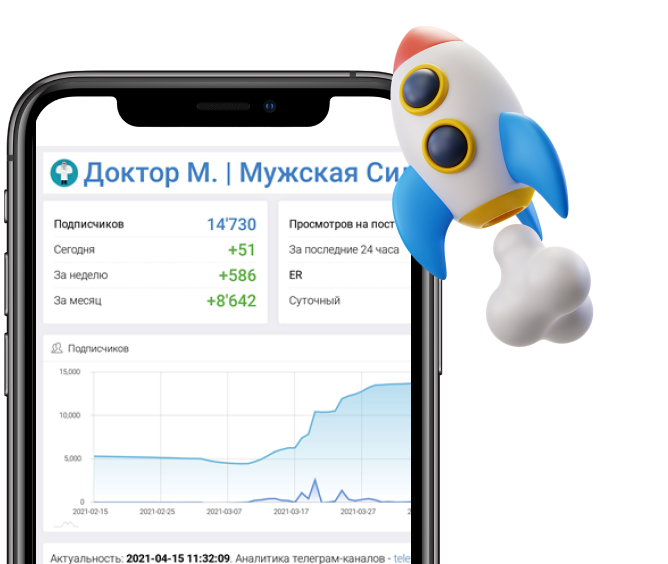 Доктор М. | Мужская Сил
Подписчиков 14'730
Сегодня +51
За неделю +586
За месяц +8'642
Просмотров на пост
За последние 24 часа
ER
Суточный
Подписчиков
15,000
10,000
5,000
0
2021-02-15 2021-02-25 2021-03-07 2021-03-17 2021-03-27 2
Актуальность: 2021-04-15 11:32:09. Аналитика телеграм-каналов - tele